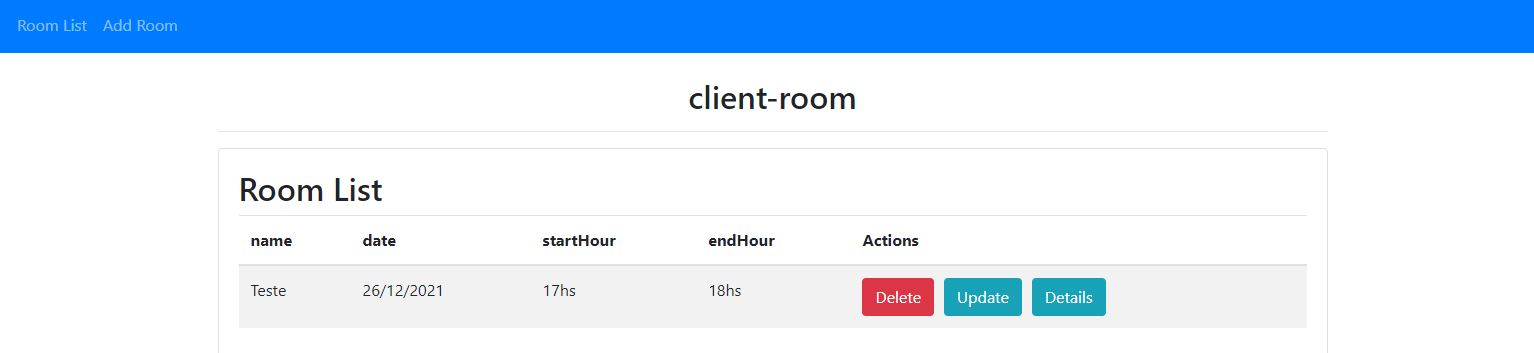 Room List Add Room
client-room
Room List
name date startHour endHour Actions
Teste 26/12/2021 17hs 18hs Delete Update Details